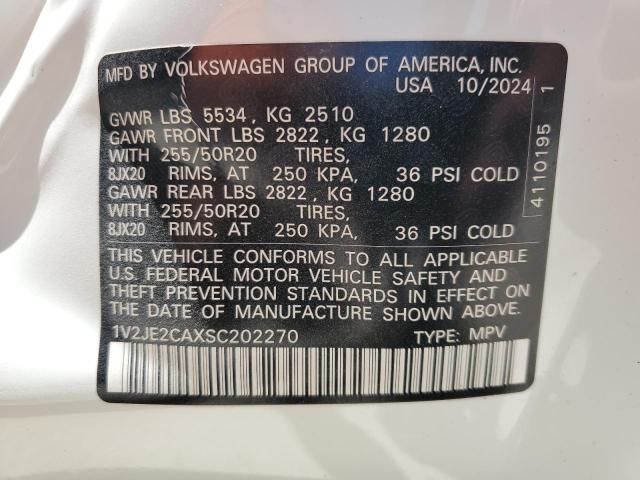 MFD BY VOLKSWAGEN GROUP OF AMERICA, INC.
USA 10/2024
GVWR LBS 5534, KG 2510
GAWR FRONT LBS 2822, KG 1280
WITH 255/50R20 TIRES,
8JX20 RIMS, AT 250 KPA, 36 PSI COLD
GAWR REAR LBS 2822, KG 1280
WITH 255/50R20 TIRES,
8JX20 RIMS, AT 250 KPA, 36 PSI COLD
THIS VEHICLE CONFORMS TO ALL APPLICABLE
U.S. FEDERAL MOTOR VEHICLE SAFETY AND
THEFT PREVENTION STANDARDS IN EFFECT ON
THE DATE OF MANUFACTURE SHOWN ABOVE.
1V2JE2CAXSC202270 TYPE: MPV
4110195 1